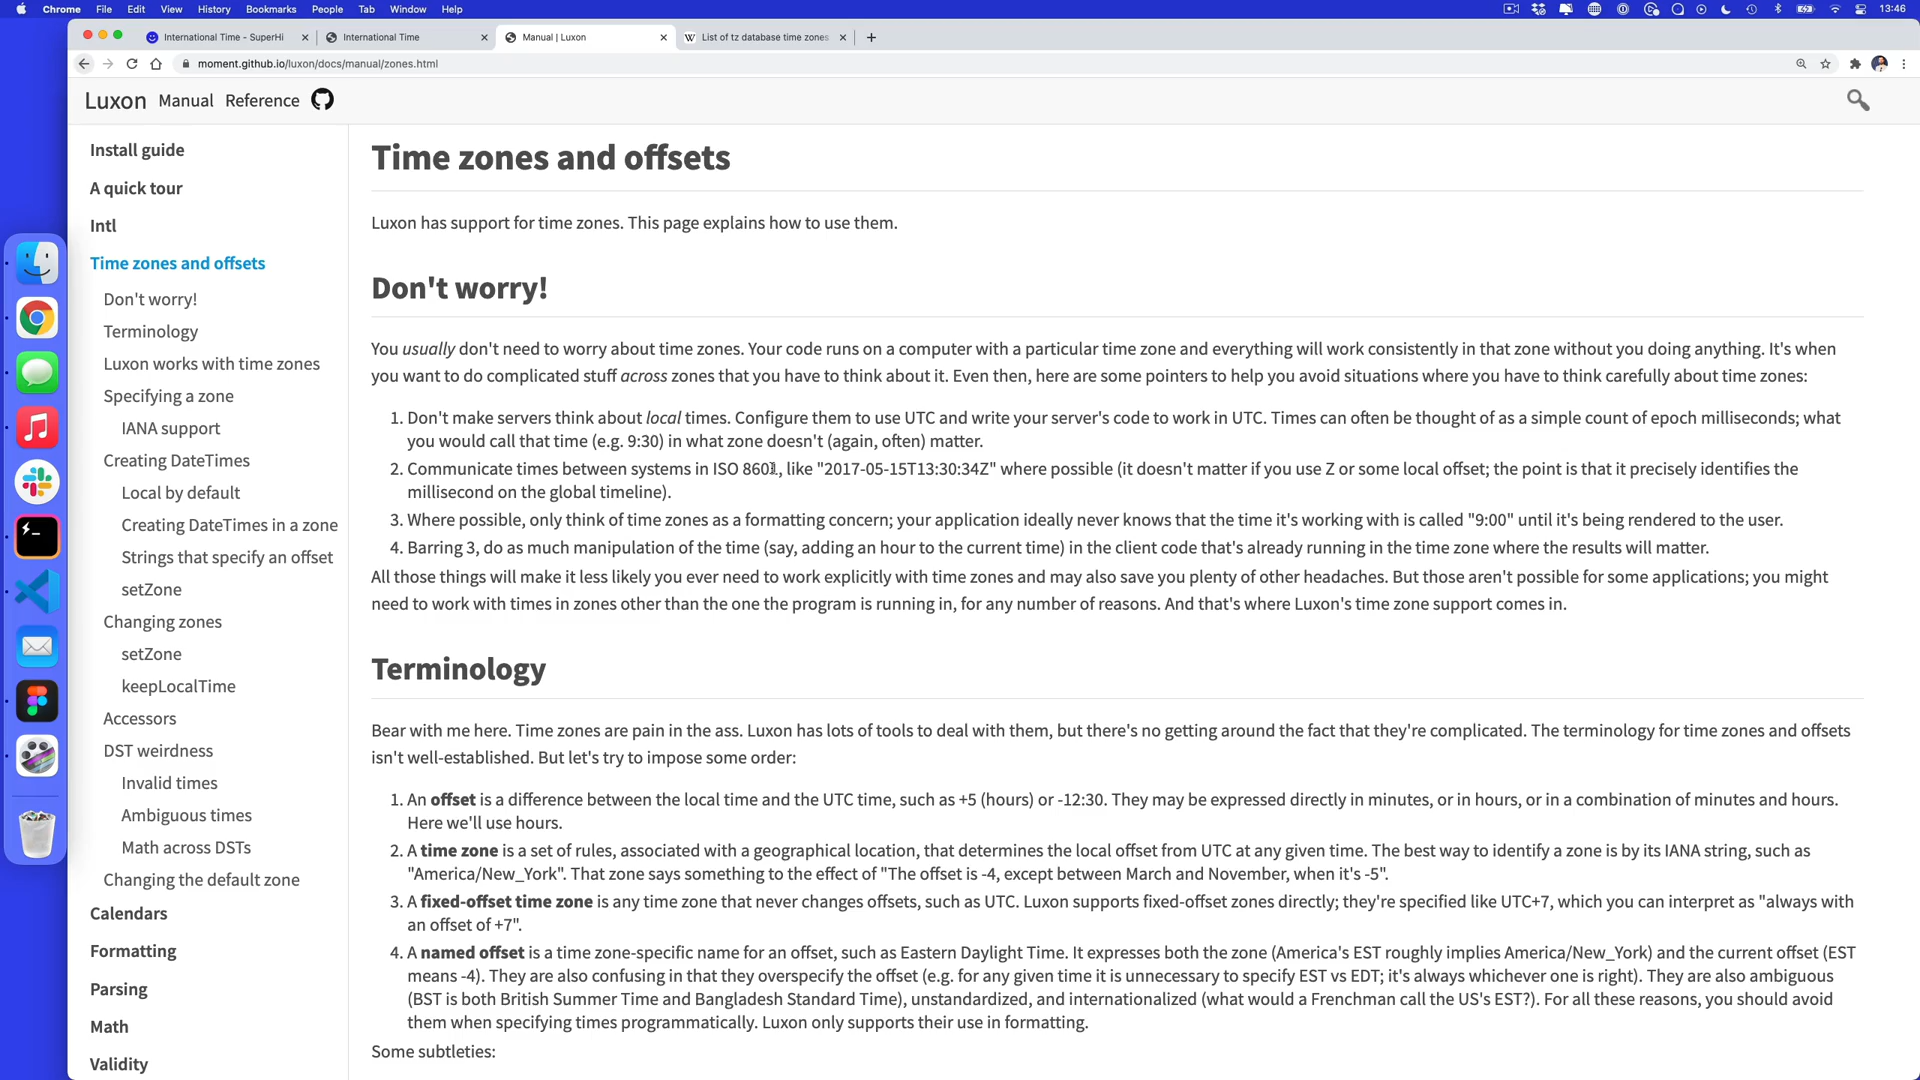 Chrome File Edit View History Bookmarks People Tab Window Help 13:46
International Time - SuperHi International Time Manual | Luxon List of tz database time zones
moment.github.io/luxon/docs/manual/zones.html
Luxon Manual Reference
Install guide
A quick tour
Intl
Time zones and offsets
Don't worry!
Terminology
Luxon works with time zones
Specifying a zone
IANA support
Creating DateTimes
Local by default
Creating DateTimes in a zone
Strings that specify an offset
setZone
Changing zones
setZone
keepLocalTime
Accessors
DST weirdness
Invalid times
Ambiguous times
Math across DSTs
Changing the default zone
Calendars
Formatting
Parsing
Math
Validity
Time zones and offsets
Luxon has support for time zones. This page explains how to use them.
Don't worry!
You usually don't need to worry about time zones. Your code runs on a computer with a particular time zone and everything will work consistently in that zone without you doing anything. It's when
you want to do complicated stuff across zones that you have to think about it. Even then, here are some pointers to help you avoid situations where you have to think carefully about time zones:
1. Don't make servers think about local times. Configure them to use UTC and write your server's code to work in UTC. Times can often be thought of as a simple count of epoch milliseconds; what
you would call that time (e.g. 9:30) in what zone doesn't (again, often) matter.
2. Communicate times between systems in ISO 8601, like "2017-05-15T13:30:34Z" where possible (it doesn't matter if you use Z or some local offset; the point is that it precisely identifies the
millisecond on the global timeline).
3. Where possible, only think of time zones as a formatting concern; your application ideally never knows that the time it's working with is called "9:00" until it's being rendered to the user.
4. Barring 3, do as much manipulation of the time (say, adding an hour to the current time) in the client code that's already running in the time zone where the results will matter.
All those things will make it less likely you ever need to work explicitly with time zones and may also save you plenty of other headaches. But those aren't possible for some applications; you might
need to work with times in zones other than the one the program is running in, for any number of reasons. And that's where Luxon's time zone support comes in.
Terminology
Bear with me here. Time zones are pain in the ass. Luxon has lots of tools to deal with them, but there's no getting around the fact that they're complicated. The terminology for time zones and offsets
isn't well-established. But let's try to impose some order:
1. An offset is a difference between the local time and the UTC time, such as +5 (hours) or -12:30. They may be expressed directly in minutes, or in hours, or in a combination of minutes and hours.
Here we'll use hours.
2. A time zone is a set of rules, associated with a geographical location, that determines the local offset from UTC at any given time. The best way to identify a zone is by its IANA string, such as
"America/New_York". That zone says something to the effect of "The offset is -4, except between March and November, when it's -5".
3. A fixed-offset time zone is any time zone that never changes offsets, such as UTC. Luxon supports fixed-offset zones directly; they're specified like UTC+7, which you can interpret as "always with
an offset of +7".
4. A named offset is a time zone-specific name for an offset, such as Eastern Daylight Time. It expresses both the zone (America's EST roughly implies America/New_York) and the current offset (EST
means -4). They are also confusing in that they overspecify the offset (e.g. for any given time it is unnecessary to specify EST vs EDT; it's always whichever one is right). They are also ambiguous
(BST is both British Summer Time and Bangladesh Standard Time), unstandardized, and internationalized (what would a Frenchman call the US's EST?). For all these reasons, you should avoid
them when specifying times programmatically. Luxon only supports their use in formatting.
Some subtleties: